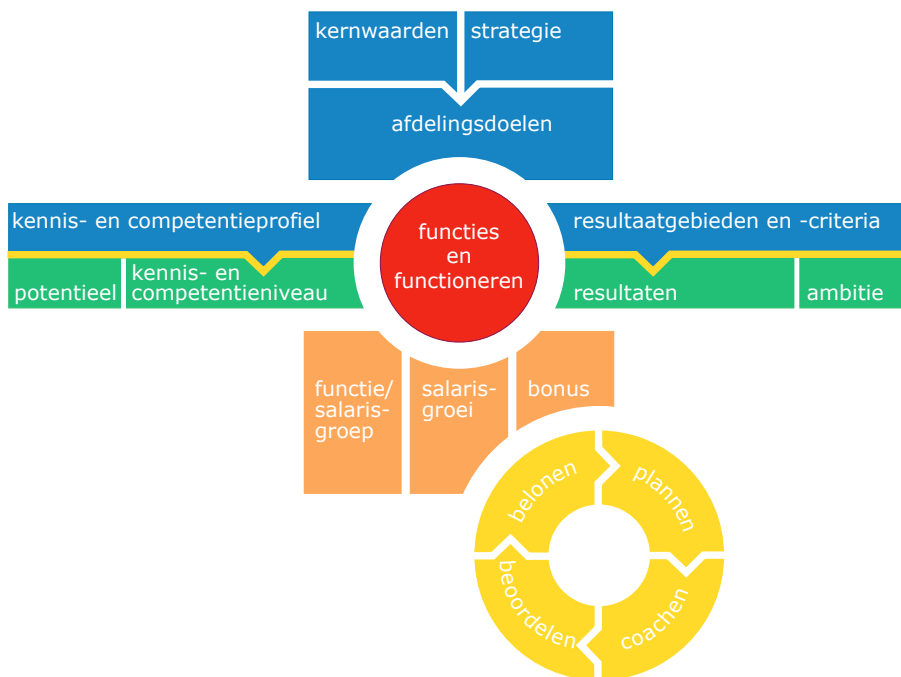 kernwaarden
strategie
afdelingsdoelen
kennis- en competentieprofiel
resultaatgebieden en -criteria
functies
en
functioneren
potentieel
kennis- en
competentieniveau
resultaten
ambitie
functie/
salaris-
groep
salaris-
groei
bonus
belonen
plannen
beoordelen
coachen